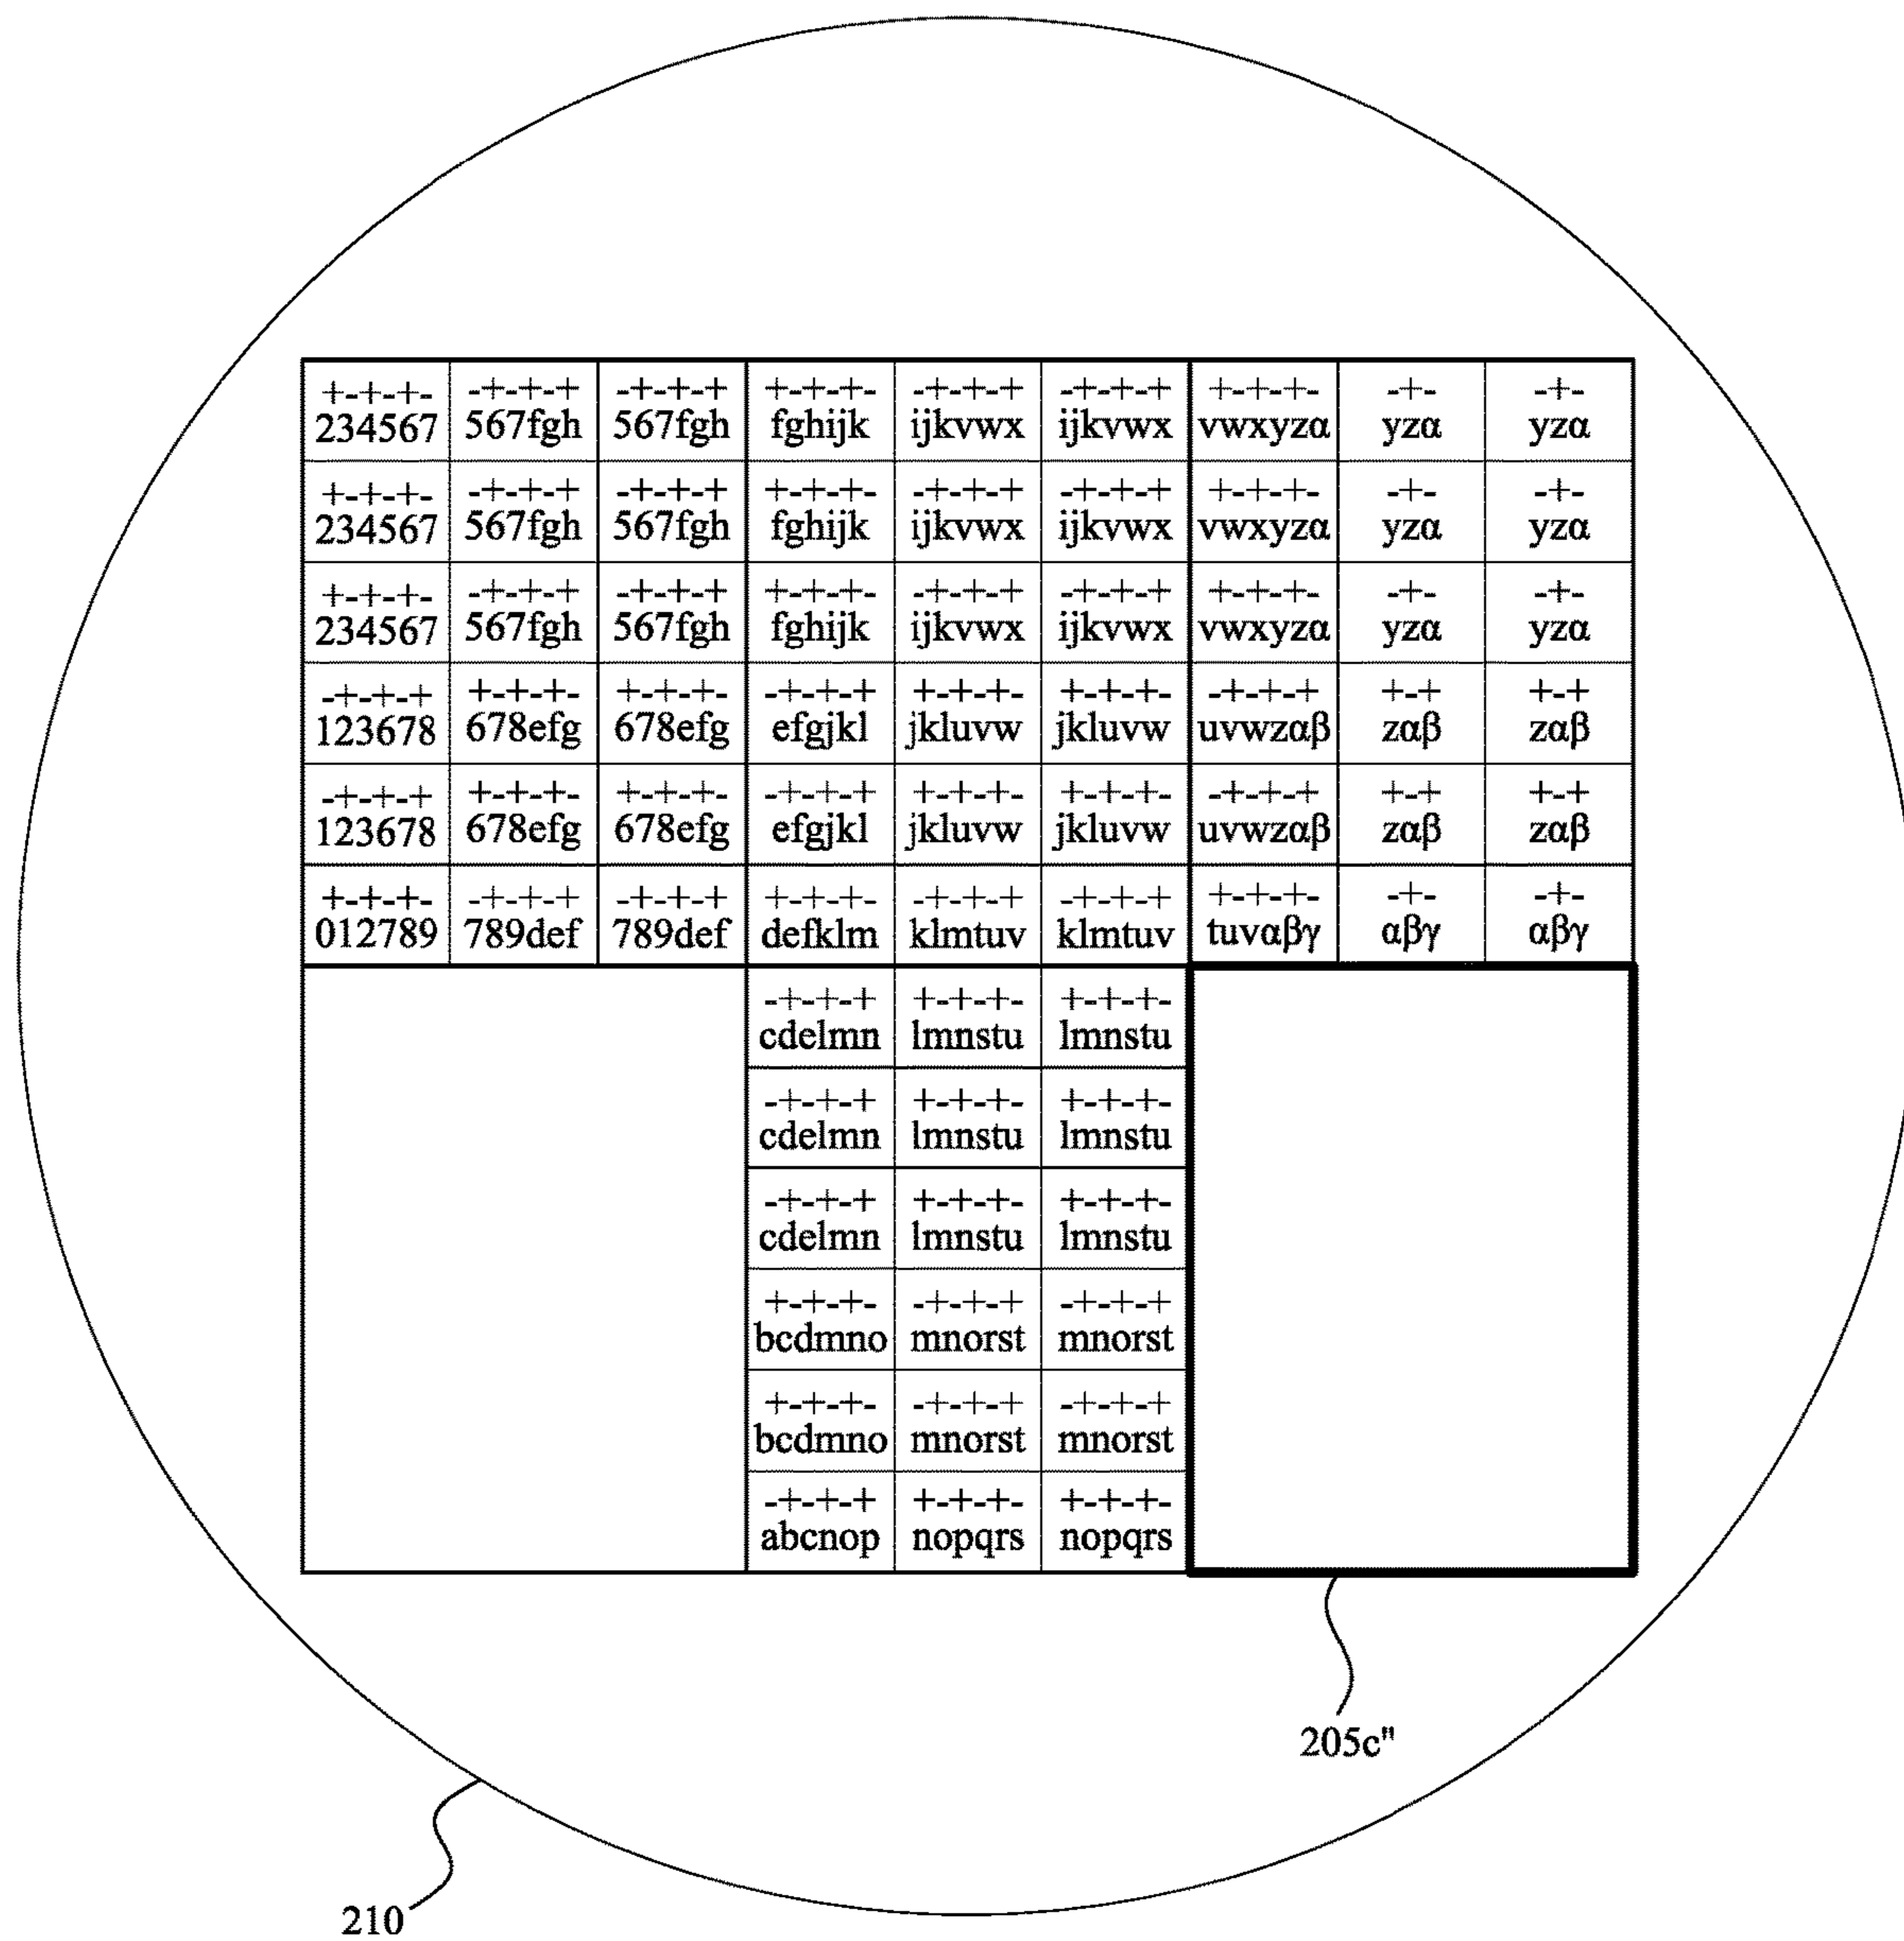 +-+-+- -+-+-+ -+-+-+ +-+-+- -+-+-+ -+-+-+ +-+-+- -+- -+-
234567 567fgh 567fgh fghijk ijkvwx ijkvwx vwxyzα yzα yzα
+-+-+- -+-+-+ -+-+-+ +-+-+- -+-+-+ -+-+-+ +-+-+- -+- -+-
234567 567fgh 567fgh fghijk ijkvwx ijkvwx vwxyzα yzα yzα
+-+-+- -+-+-+ -+-+-+ +-+-+- -+-+-+ -+-+-+ +-+-+- -+- -+-
234567 567fgh 567fgh fghijk ijkvwx ijkvwx vwxyzα yzα yzα
-+-+-+ +-+-+- +-+-+- -+-+-+ +-+-+- +-+-+- -+-+-+ +-+ +-+
123678 678efg 678efg efgjkl jkluvw jkluvw uvwzαβ zαβ zαβ
-+-+-+ +-+-+- +-+-+- -+-+-+ +-+-+- +-+-+- -+-+-+ +-+ +-+
123678 678efg 678efg efgjkl jkluvw jkluvw uvwzαβ zαβ zαβ
+-+-+- -+-+-+ -+-+-+ +-+-+- -+-+-+ -+-+-+ +-+-+- -+- -+-
012789 789def 789def defklm klmtuv klmtuv tuvαβγ αβγ αβγ
-+-+-+ +-+-+- +-+-+-
cdelmn lmnstu lmnstu
-+-+-+ +-+-+- +-+-+-
cdelmn lmnstu lmnstu
-+-+-+ +-+-+- +-+-+-
cdelmn lmnstu lmnstu
+-+-+- -+-+-+ -+-+-+
bcdmno mnorst mnorst
+-+-+- -+-+-+ -+-+-+
bcdmno mnorst mnorst
-+-+-+ +-+-+- +-+-+-
abcnop nopqrs nopqrs
205c"
210